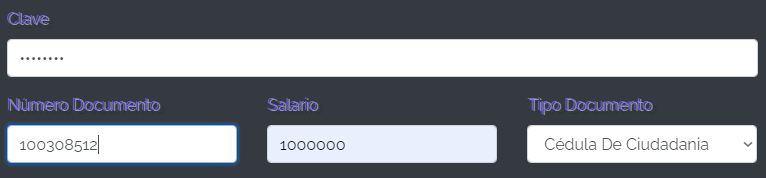 Clave
••••••••
Número Documento Salario Tipo Documento
100308512 1000000 Cédula De Ciudadania